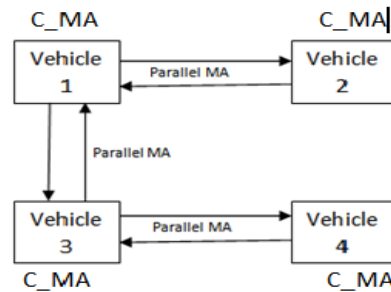 C_MA C_MA
Vehicle 1
Parallel MA
Vehicle 2
Parallel MA
Vehicle 3
Parallel MA
Vehicle 4
C_MA C_MA